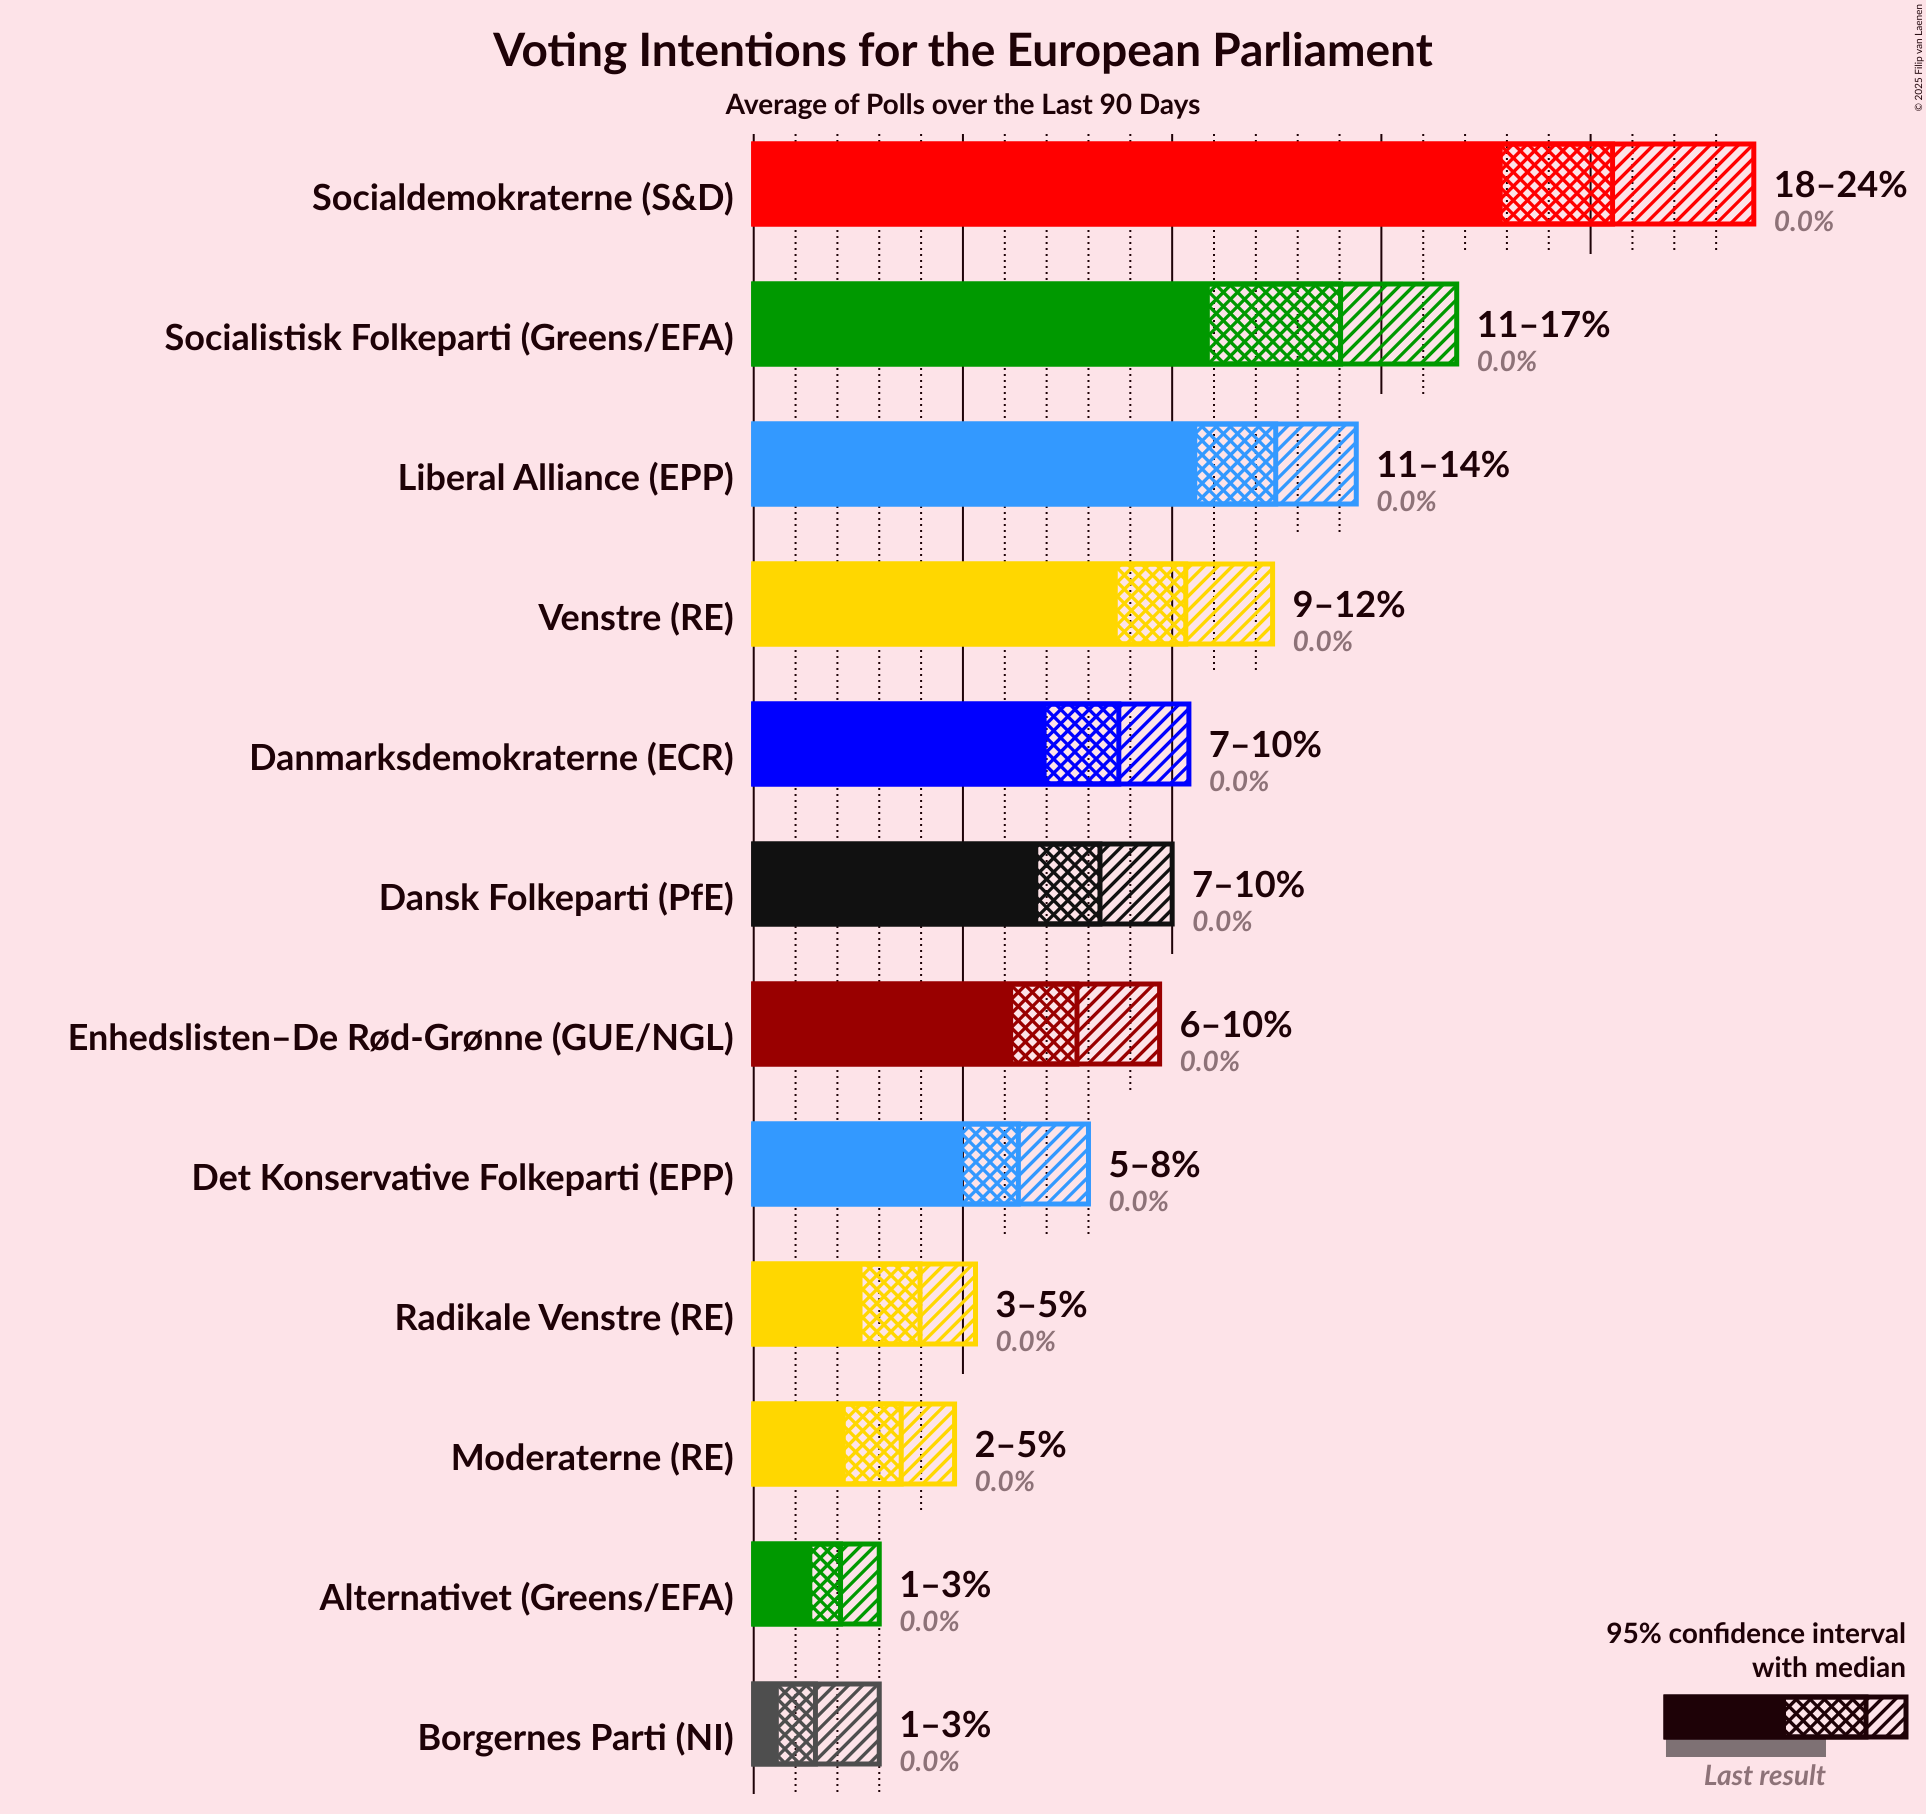 © 2025 Filip van Laenen
Voting Intentions for the European Parliament
Average of Polls over the Last 90 Days
Socialdemokraterne (S&D)
18–24%
0.0%
Socialistisk Folkeparti (Greens/EFA)
11–17%
0.0%
Liberal Alliance (EPP)
11–14%
0.0%
Venstre (RE)
9–12%
0.0%
Danmarksdemokraterne (ECR)
7–10%
0.0%
Dansk Folkeparti (PfE)
7–10%
0.0%
Enhedslisten–De Rød-Grønne (GUE/NGL)
6–10%
0.0%
Det Konservative Folkeparti (EPP)
5–8%
0.0%
Radikale Venstre (RE)
3–5%
0.0%
Moderaterne (RE)
2–5%
0.0%
Alternativet (Greens/EFA)
1–3%
0.0%
Borgernes Parti (NI)
1–3%
0.0%
95% confidence interval
with median
Last result